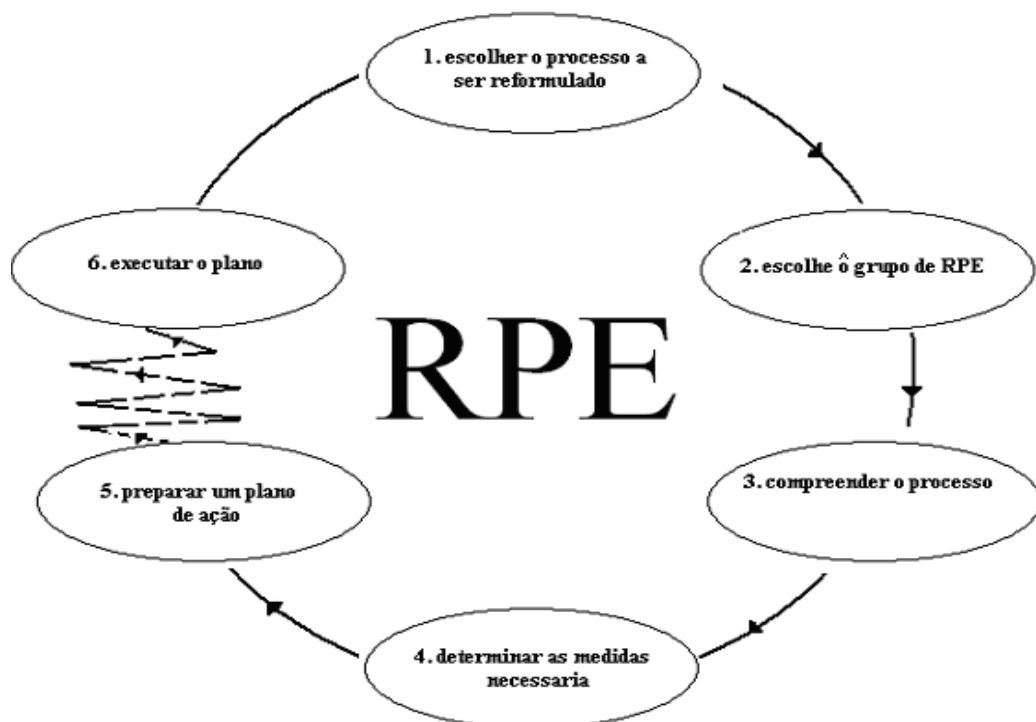 1. escolher o processo a
ser reformulado
2. escolhe ô grupo de RPE
3. compreender o processo
4. determinar as medidas
necessaria
5. preparar um plano
de ação
6. executar o plano
RPE